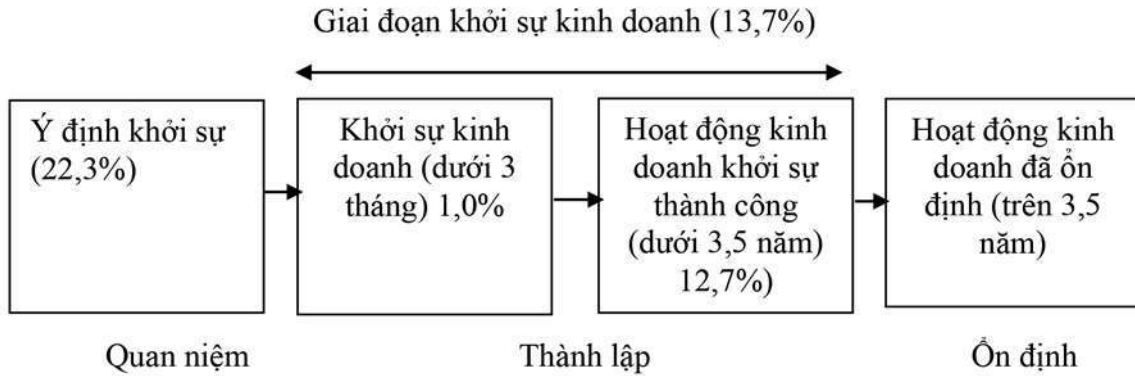 Giai đoạn khởi sự kinh doanh (13,7%)
Ý định khởi sự
(22,3%)
Khởi sự kinh
doanh (dưới 3
tháng) 1,0%
Hoạt động kinh
doanh khởi sự
thành công
(dưới 3,5 năm)
12,7%)
Hoạt động kinh
doanh đã ổn
định (trên 3,5
năm)
Quan niệm
Thành lập
Ổn định